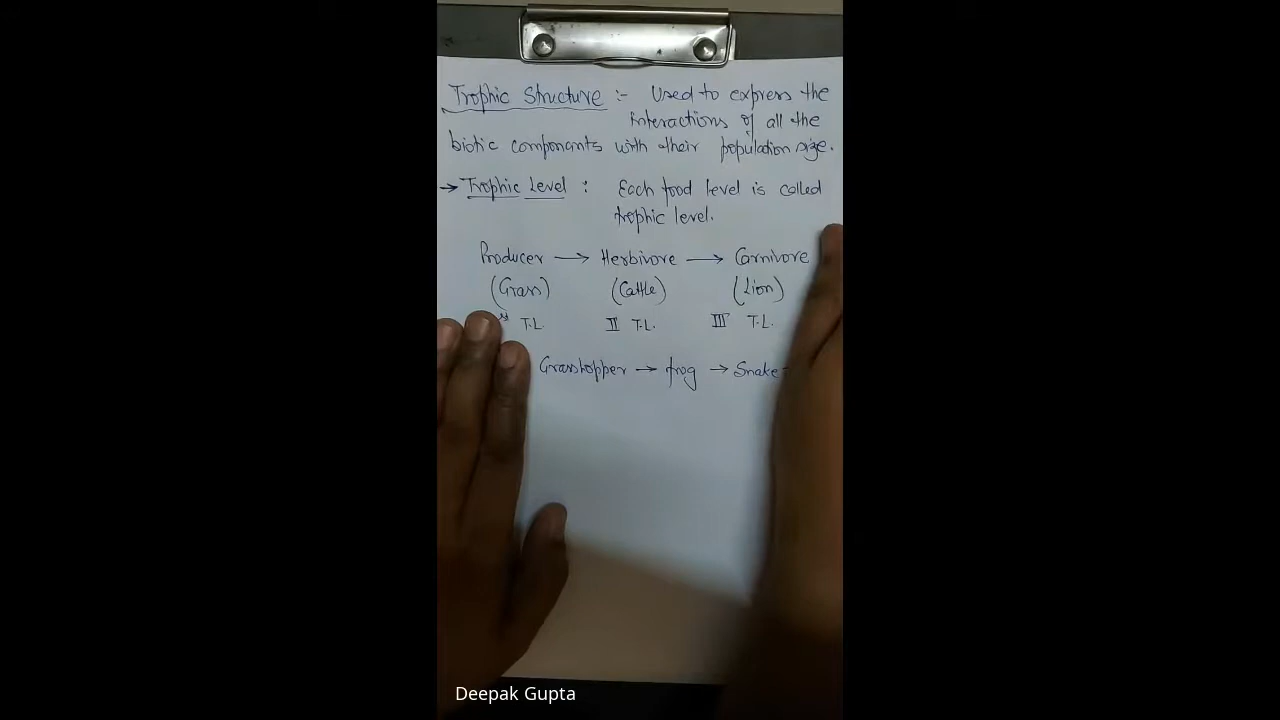 Trophic Structure :- Used to express the
interactions of all the
biotic componants with their population size.
→ Trophic Level : Each food level is called
trophic level.
Producer → Herbivore → Carnivore
(Grass) (Cattle) (Lion)
T.L. II T.L. III T.L.
Grasshopper → frog → Snake
Deepak Gupta